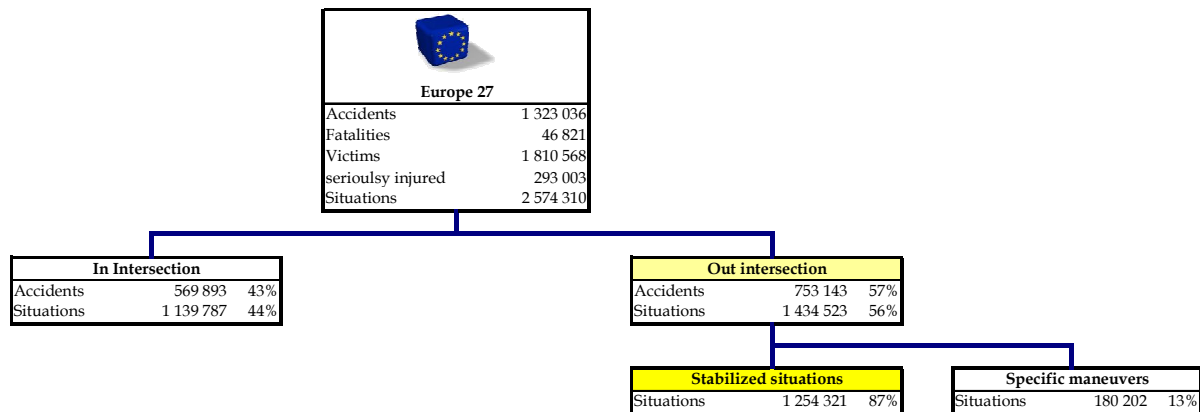 Europe 27
Accidents 1 323 036
Fatalities 46 821
Victims 1 810 568
serioulsy injured 293 003
Situations 2 574 310
In Intersection
Accidents 569 893 43%
Situations 1 139 787 44%
Out intersection
Accidents 753 143 57%
Situations 1 434 523 56%
Stabilized situations
Situations 1 254 321 87%
Specific maneuvers
Situations 180 202 13%